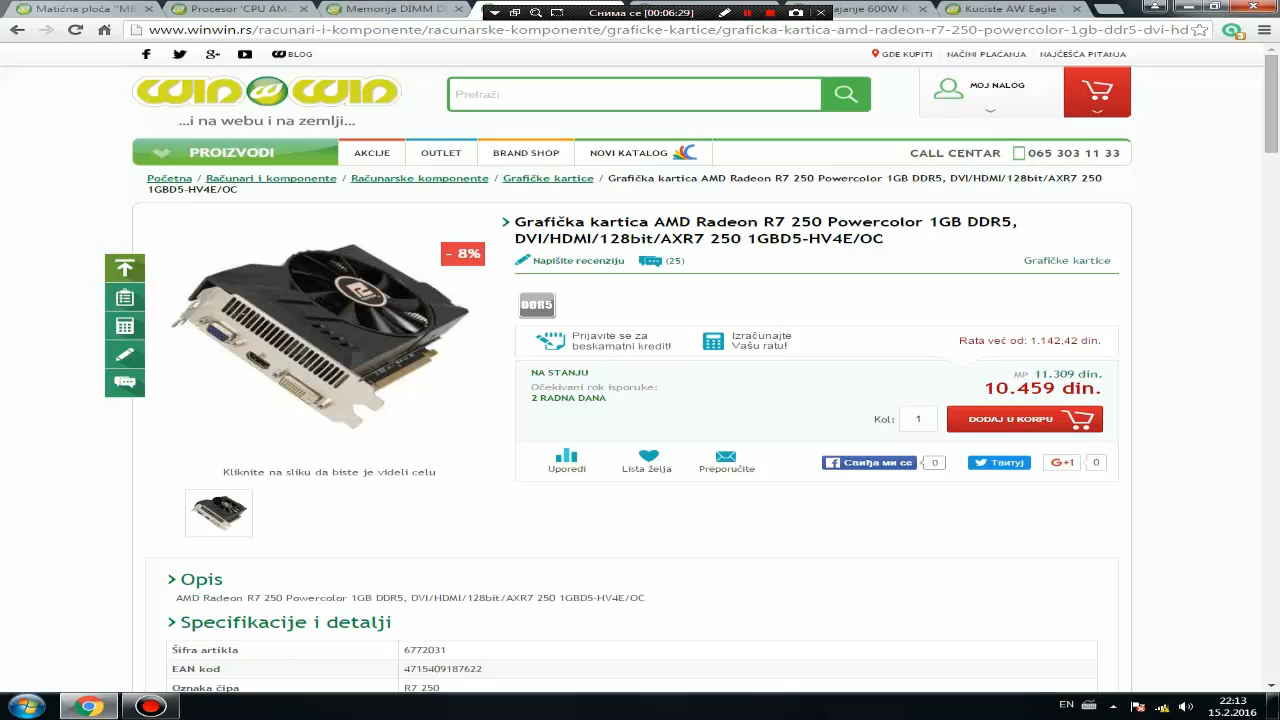 Matična ploča "MB
Procesor 'CPU AM
Memorija DIMM D
Снима се [00:06:29]
ajanje 600W R
Kuciste AW Eagle
www.winwin.rs/racunari-i-komponente/racunarske-komponente/graficke-kartice/graficka-kartica-amd-radeon-r7-250-powercolor-1gb-ddr5-dvi-hd
BLOG
GDE KUPITI
NAČINI PLAĆANJA
NAJČEŠĆA PITANJA
WIN WIN
...i na webu i na zemlji...
Pretraži
MOJ NALOG
PROIZVODI
AKCIJE
OUTLET
BRAND SHOP
NOVI KATALOG
CALL CENTAR 065 303 11 33
Početna / Računari i komponente / Računarske komponente / Grafičke kartice / Grafička kartica AMD Radeon R7 250 Powercolor 1GB DDR5, DVI/HDMI/128bit/AXR7 250
1GBD5-HV4E/OC
- 8%
Grafička kartica AMD Radeon R7 250 Powercolor 1GB DDR5,
DVI/HDMI/128bit/AXR7 250 1GBD5-HV4E/OC
Napišite recenziju
(25)
Grafičke kartice
DDR5
Prijavite se za
beskamatni kredit!
Izračunajte
Vašu ratu!
Rata već od: 1.142,42 din.
NA STANJU
Očekivani rok isporuke:
2 RADNA DANA
MP 11.309 din.
10.459 din.
Kol: 1
DODAJ U KORPU
Uporedi
Lista želja
Preporučite
Свиђа ми се 0
Твитуј
G+1 0
Kliknite na sliku da biste je videli celu
Opis
AMD Radeon R7 250 Powercolor 1GB DDR5, DVI/HDMI/128bit/AXR7 250 1GBD5-HV4E/OC
Specifikacije i detalji
Šifra artikla 6772031
EAN kod 4715409187622
Oznaka čipa R7 250
EN
22:13
15.2.2016